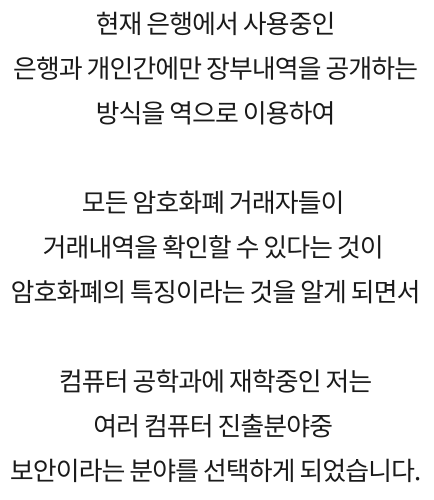 현재 은행에서 사용중인
은행과 개인간에만 장부내역을 공개하는
방식을 역으로 이용하여
모든 암호화폐 거래자들이
거래내역을 확인할 수 있다는 것이
암호화폐의 특징이라는 것을 알게 되면서
컴퓨터 공학과에 재학중인 저는
여러 컴퓨터 진출분야중
보안이라는 분야를 선택하게 되었습니다.